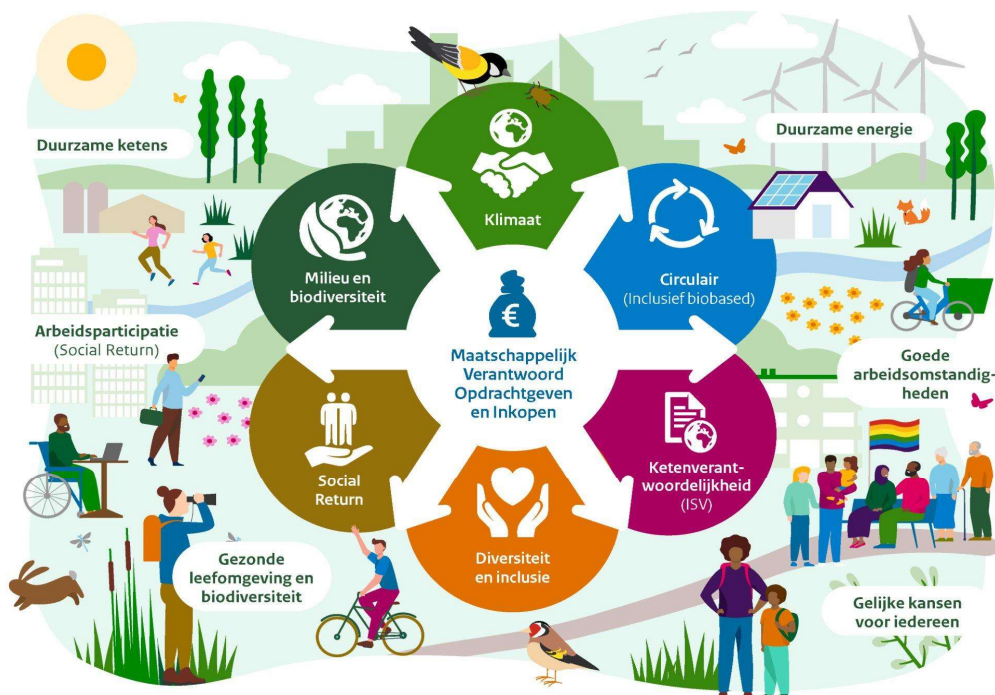 Duurzame ketens
Duurzame energie
Klimaat
Milieu en
biodiversiteit
Circulair
(Inclusief biobased)
€
Maatschappelijk
Verantwoord
Opdrachtgeven
en Inkopen
Arbeidsparticipatie
(Social Return)
Goede
arbeidsomstandig-
heden
Social
Return
Ketenverant-
woordelijkheid
(ISV)
Diversiteit
en inclusie
Gezonde
leefomgeving en
biodiversiteit
Gelijke kansen
voor iedereen